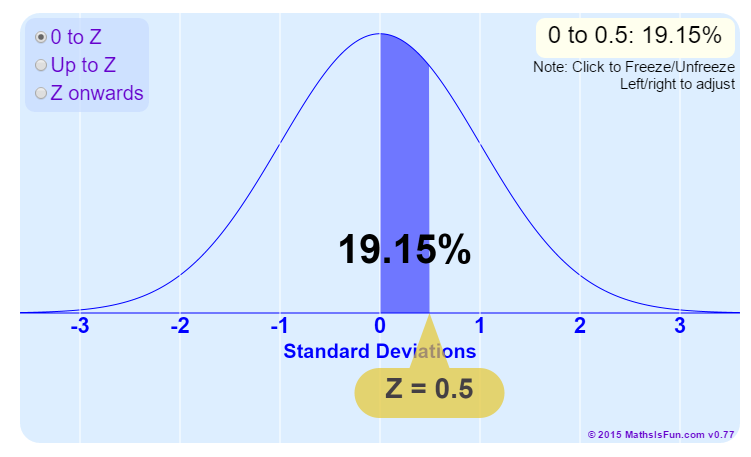 0 to Z
Up to Z
Z onwards
0 to 0.5: 19.15%
Note: Click to Freeze/Unfreeze
Left/right to adjust
19.15%
-3 -2 -1 0 1 2 3
Standard Deviations
Z = 0.5
© 2015 MathsIsFun.com v0.77